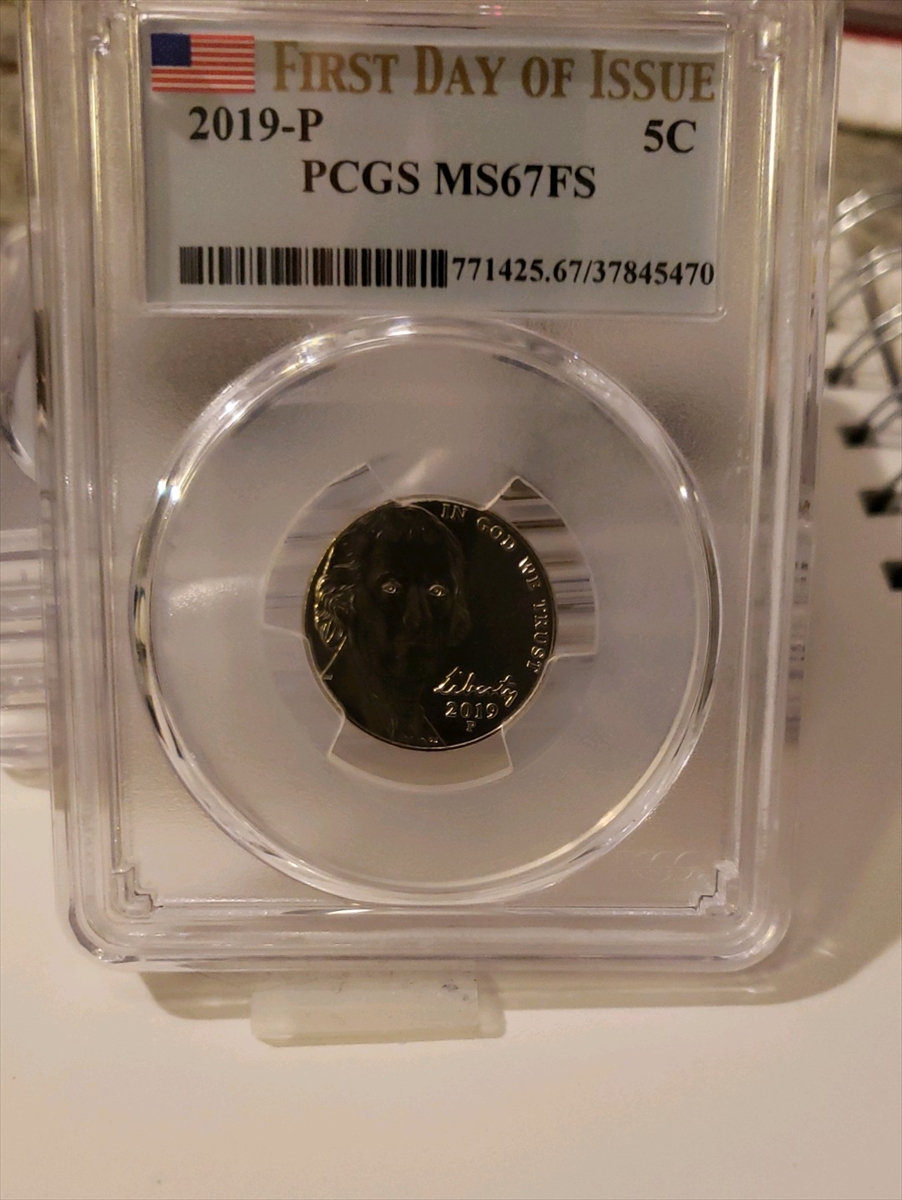 FIRST DAY OF ISSUE
2019-P 5C
PCGS MS67FS
771425.67/37845470
IN GOD WE TRUST
Liberty
2019
P